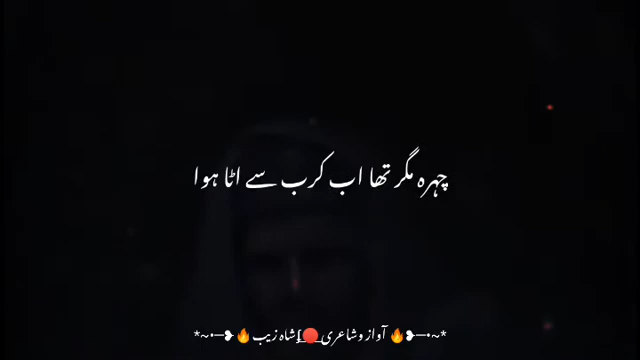 چہرہ مگر تھا اب کرب سے اٹا ہوا
*~•─❥🔥آواز و شاعری🔴شاہ زیب🔥❥─•~*